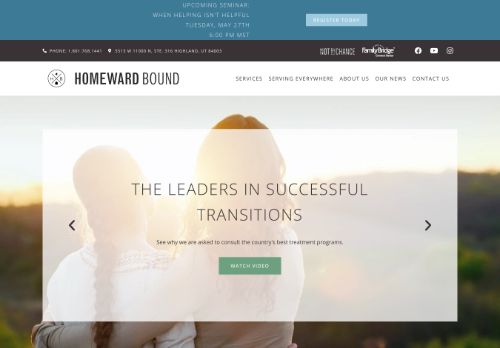 UPCOMING SEMINAR:
WHEN HELPING ISN'T HELPFUL
TUESDAY, MAY 27TH
6:00 PM MST
REGISTER TODAY
PHONE: 1.801.768.1441 5513 W 11000 N, STE. 316 HIGHLAND, UT 84003
NOT BY CHANCE FamilyBridge
HOMEWARD BOUND
SERVICES SERVING EVERYWHERE ABOUT US OUR NEWS CONTACT US
THE LEADERS IN SUCCESSFUL
TRANSITIONS
See why we are asked to consult the country's best treatment programs.
WATCH VIDEO